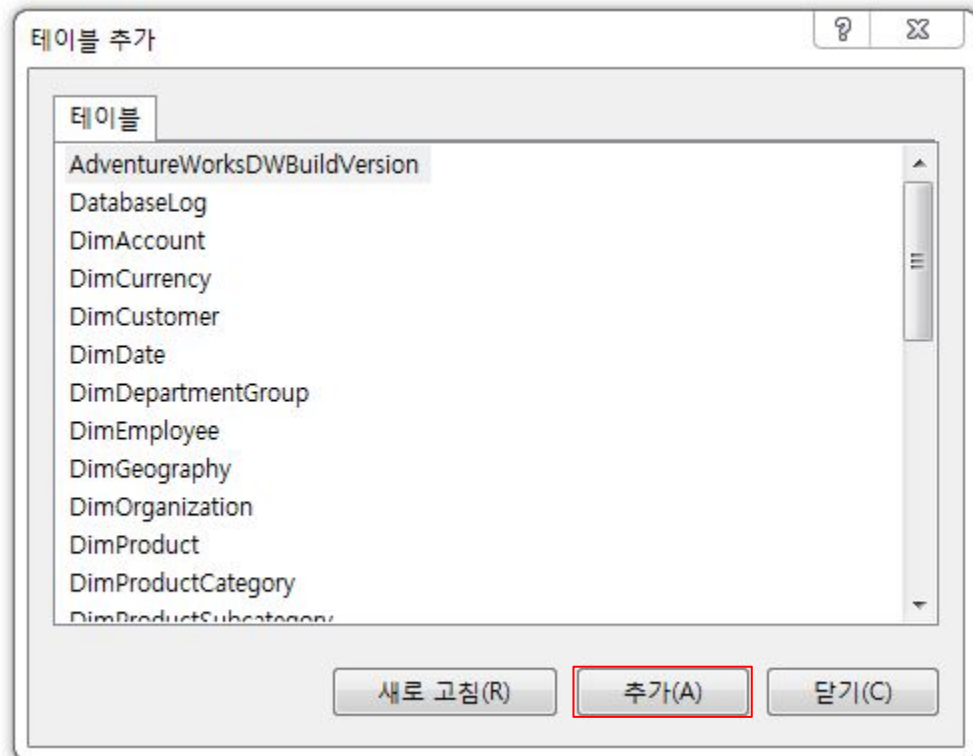 테이블 추가
테이블
AdventureWorksDWBuildVersion
DatabaseLog
DimAccount
DimCurrency
DimCustomer
DimDate
DimDepartmentGroup
DimEmployee
DimGeography
DimOrganization
DimProduct
DimProductCategory
DimProductSubcategory
새로 고침(R) 추가(A) 닫기(C)